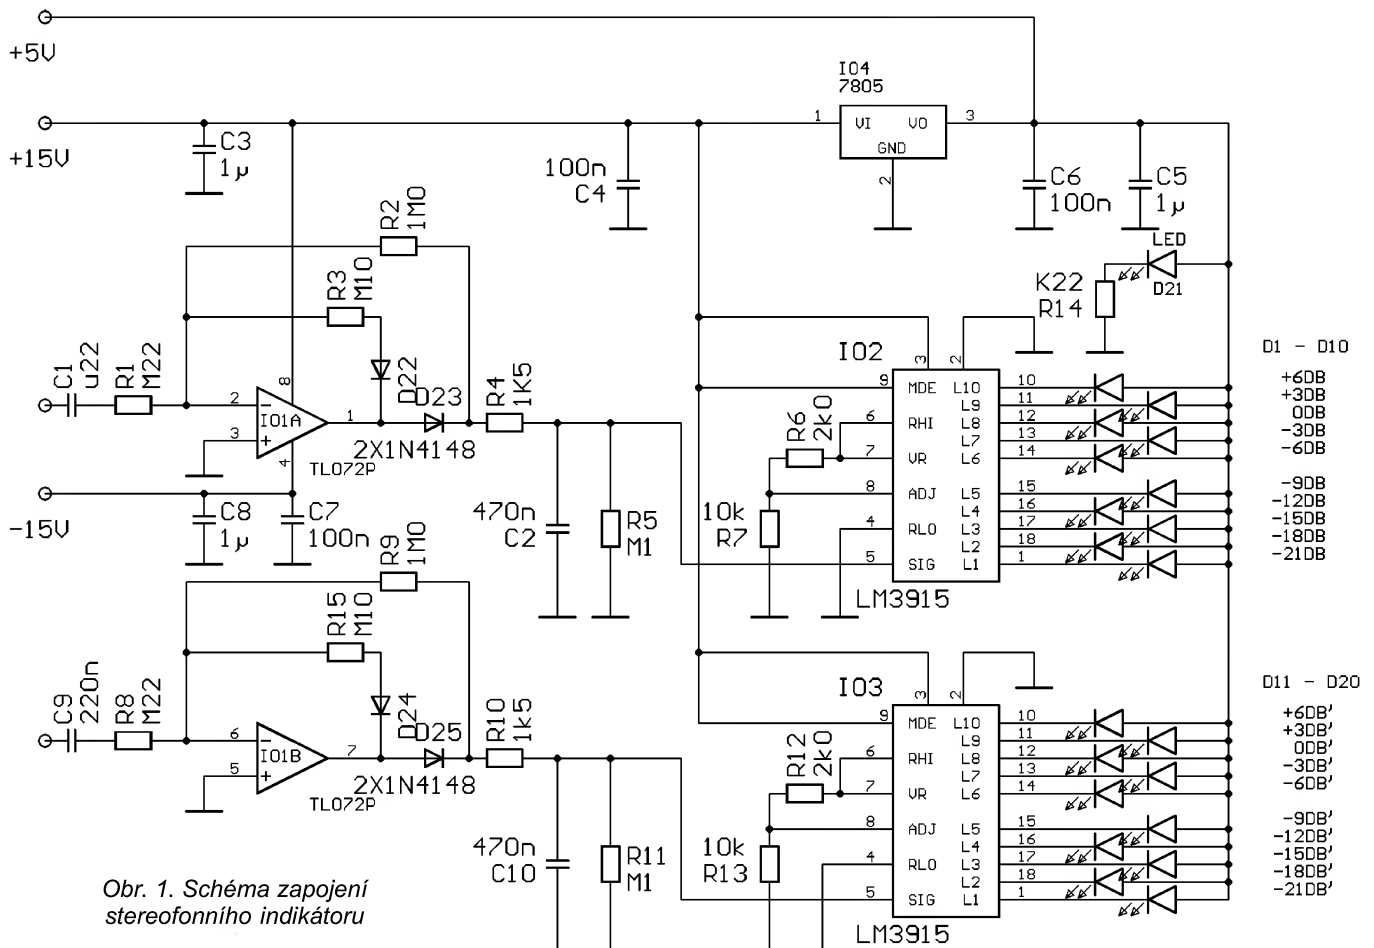 +5V
IO4
7805
1
VI
VO
3
GND
2
+15V
C3
1µ
100n
C4
C6
100n
C5
1µ
R2
1M0
R3
M10
LED
D21
K22
R14
C1
u22
R1
M22
2
3
8
4
1
IO1A
TL072P
D22
D23
2X1N4148
R4
1K5
-15V
C8
1µ
C7
100n
470n
C2
R5
M1
R6
2k0
10k
R7
IO2
3
2
9
MDE
L10
10
L9
11
6
RHI
L8
12
L7
13
7
VR
L6
14
8
ADJ
L5
15
L4
16
4
RLO
L3
17
L2
18
5
SIG
L1
1
LM3915
D1 - D10
+6DB
+3DB
0DB
-3DB
-6DB
-9DB
-12DB
-15DB
-18DB
-21DB
R9
1M0
R15
M10
C9
220n
R8
M22
6
5
7
IO1B
TL072P
D24
D25
2X1N4148
R10
1k5
470n
C10
R11
M1
R12
2k0
10k
R13
IO3
3
2
9
MDE
L10
10
L9
11
6
RHI
L8
12
L7
13
7
VR
L6
14
8
ADJ
L5
15
L4
16
4
RLO
L3
17
L2
18
5
SIG
L1
1
LM3915
D11 - D20
+6DB'
+3DB'
0DB'
-3DB'
-6DB'
-9DB'
-12DB'
-15DB'
-18DB'
-21DB'
Obr. 1. Schéma zapojení
stereofonního indikátoru